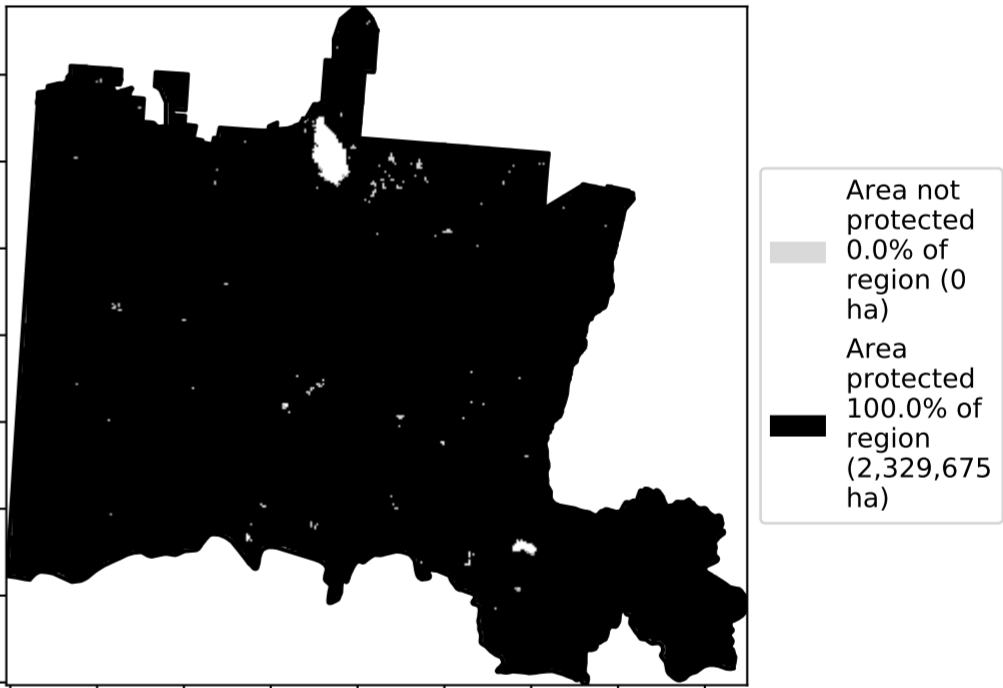 Area not
protected
0.0% of
region (0
ha)
Area
protected
100.0% of
region
(2,329,675
ha)